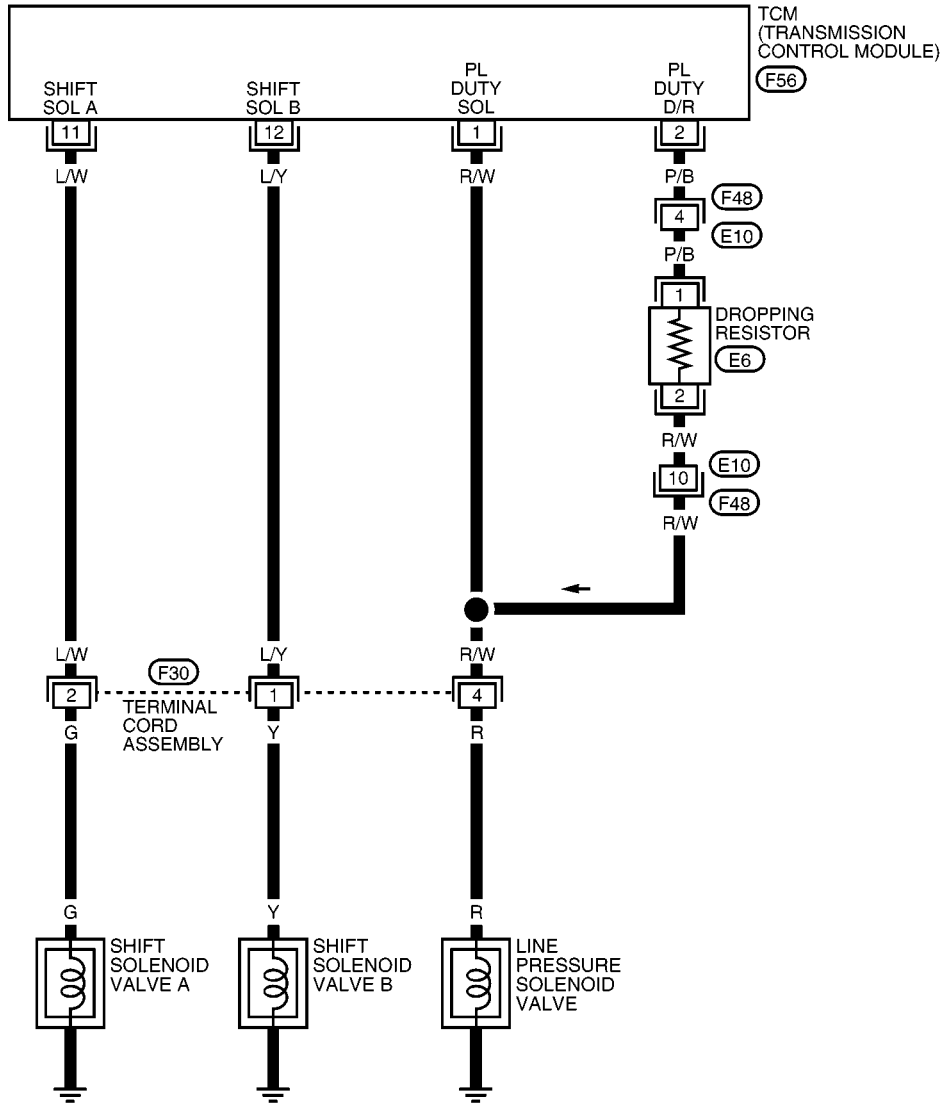 TCM
(TRANSMISSION
CONTROL MODULE)
F56
SHIFT
SOL A
SHIFT
SOL B
PL
DUTY
SOL
PL
DUTY
D/R
11
12
1
2
L/W
L/Y
R/W
P/B
F48
4
E10
P/B
1
DROPPING
RESISTOR
E6
2
R/W
E10
10
F48
R/W
L/W
L/Y
R/W
F30
2
1
4
TERMINAL
CORD
ASSEMBLY
G
Y
R
G
Y
R
SHIFT
SOLENOID
VALVE A
SHIFT
SOLENOID
VALVE B
LINE
PRESSURE
SOLENOID
VALVE